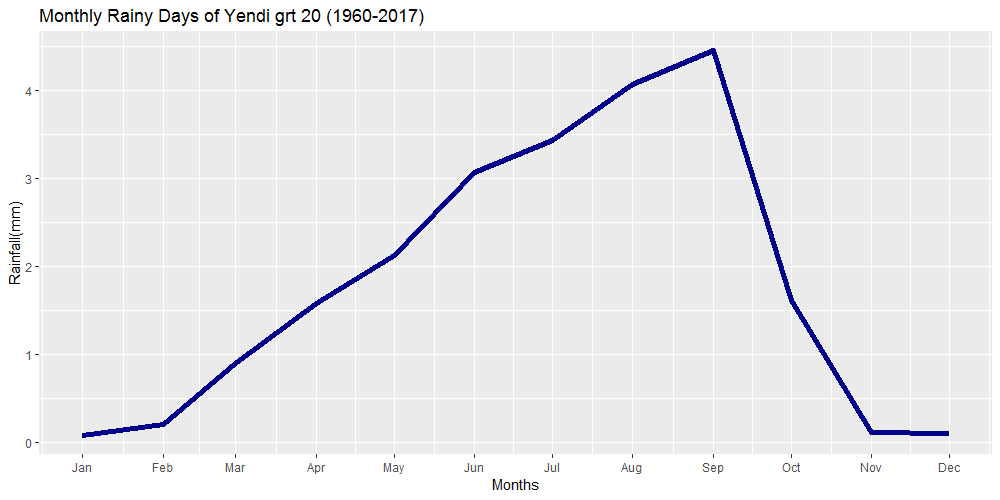 Monthly Rainy Days of Yendi grt 20 (1960-2017)
Rainfall(mm)
4
3
2
1
0
Jan Feb Mar Apr May Jun Jul Aug Sep Oct Nov Dec
Months